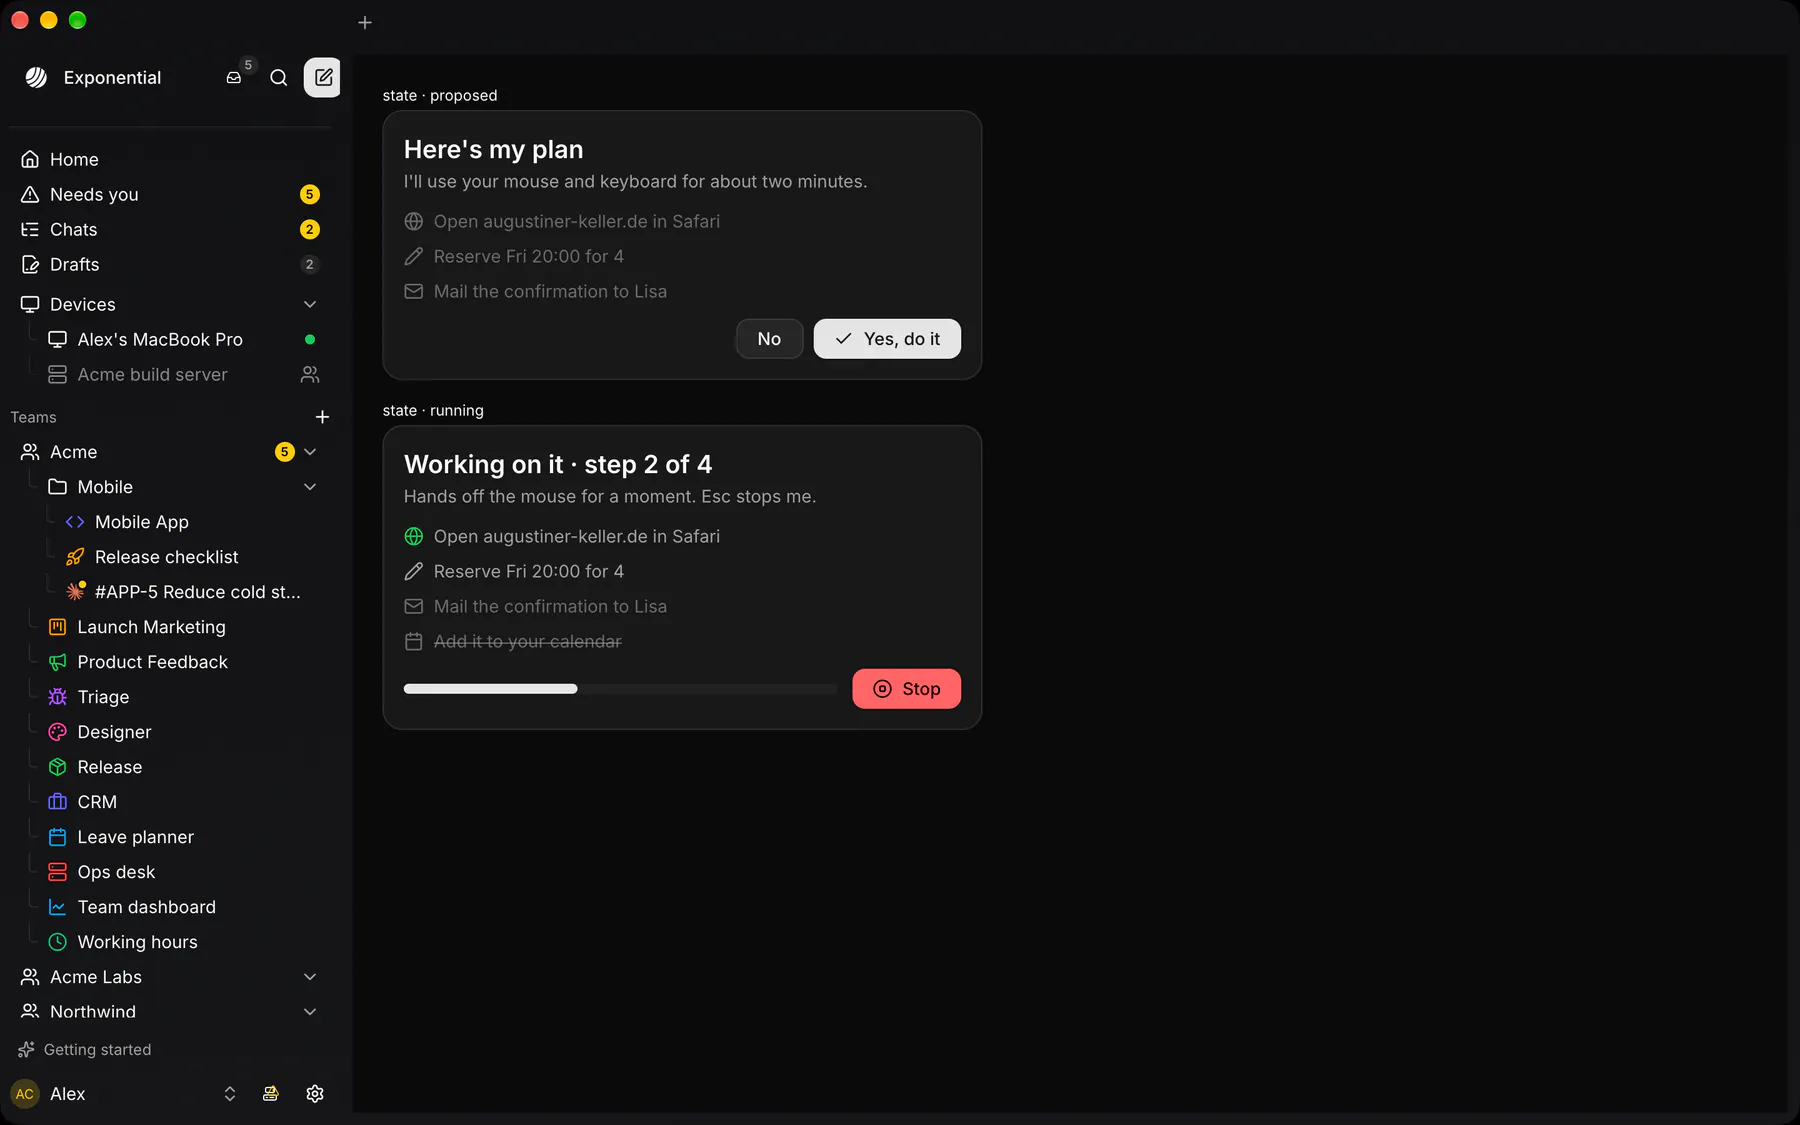 Exponential
5
Home
Needs you 5
Chats 2
Drafts 2
Devices
Alex's MacBook Pro
Acme build server
Teams
Acme 5
Mobile
Mobile App
Release checklist
#APP-5 Reduce cold st...
Launch Marketing
Product Feedback
Triage
Designer
Release
CRM
Leave planner
Ops desk
Team dashboard
Working hours
Acme Labs
Northwind
Getting started
AC Alex
state · proposed
Here's my plan
I'll use your mouse and keyboard for about two minutes.
Open augustiner-keller.de in Safari
Reserve Fri 20:00 for 4
Mail the confirmation to Lisa
No
Yes, do it
state · running
Working on it · step 2 of 4
Hands off the mouse for a moment. Esc stops me.
Open augustiner-keller.de in Safari
Reserve Fri 20:00 for 4
Mail the confirmation to Lisa
Add it to your calendar
Stop